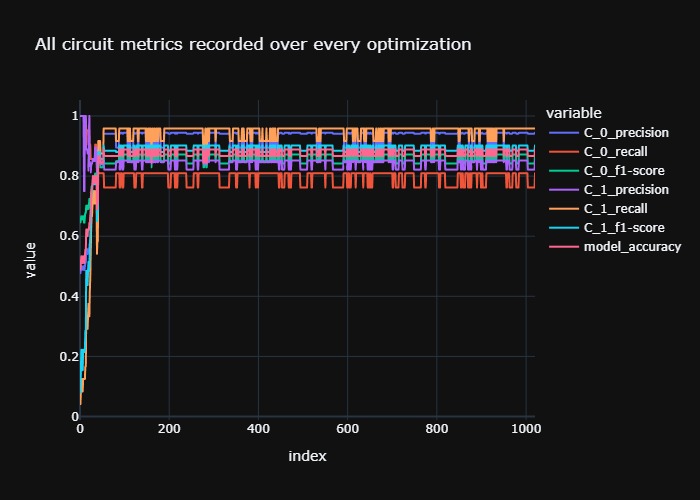 All circuit metrics recorded over every optimization
variable
C_0_precision
C_0_recall
C_0_f1-score
C_1_precision
C_1_recall
C_1_f1-score
model_accuracy
1
0.8
0.6
0.4
0.2
0
value
0 200 400 600 800 1000
index